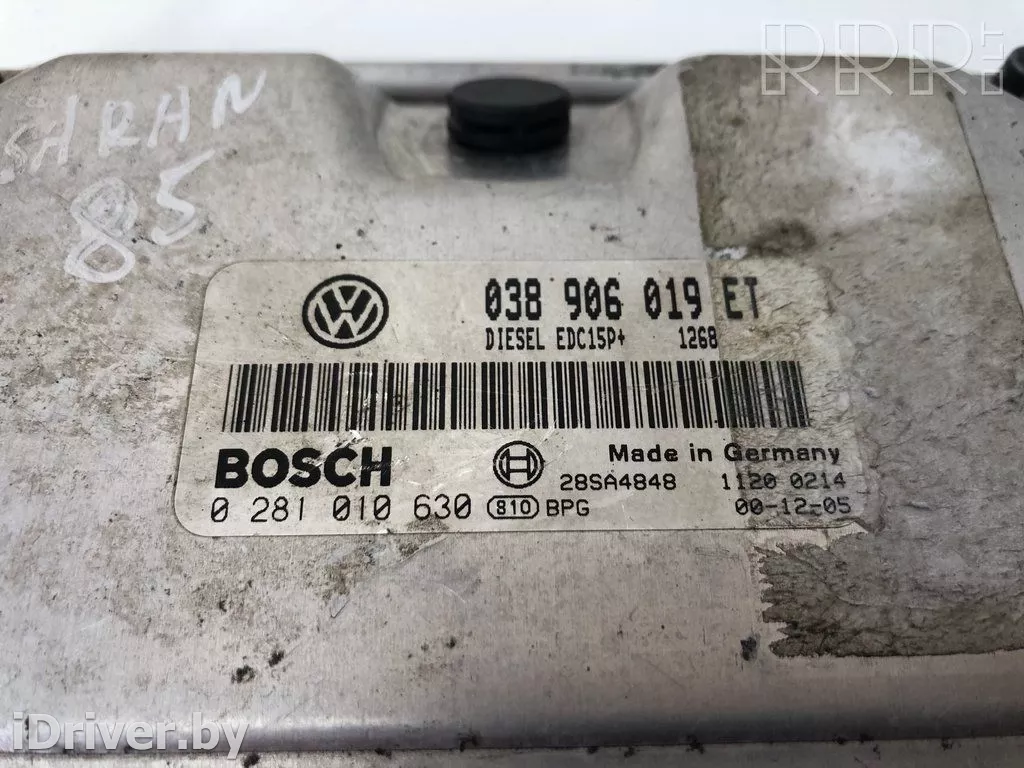 RRR.lt
SHRAN
85
038 906 019 ET
DIESEL EDC15P+ 1268
BOSCH
Made in Germany
28SA4848 1120 0214
0 281 010 630 810 BPG 00-12-05
iDriver.by